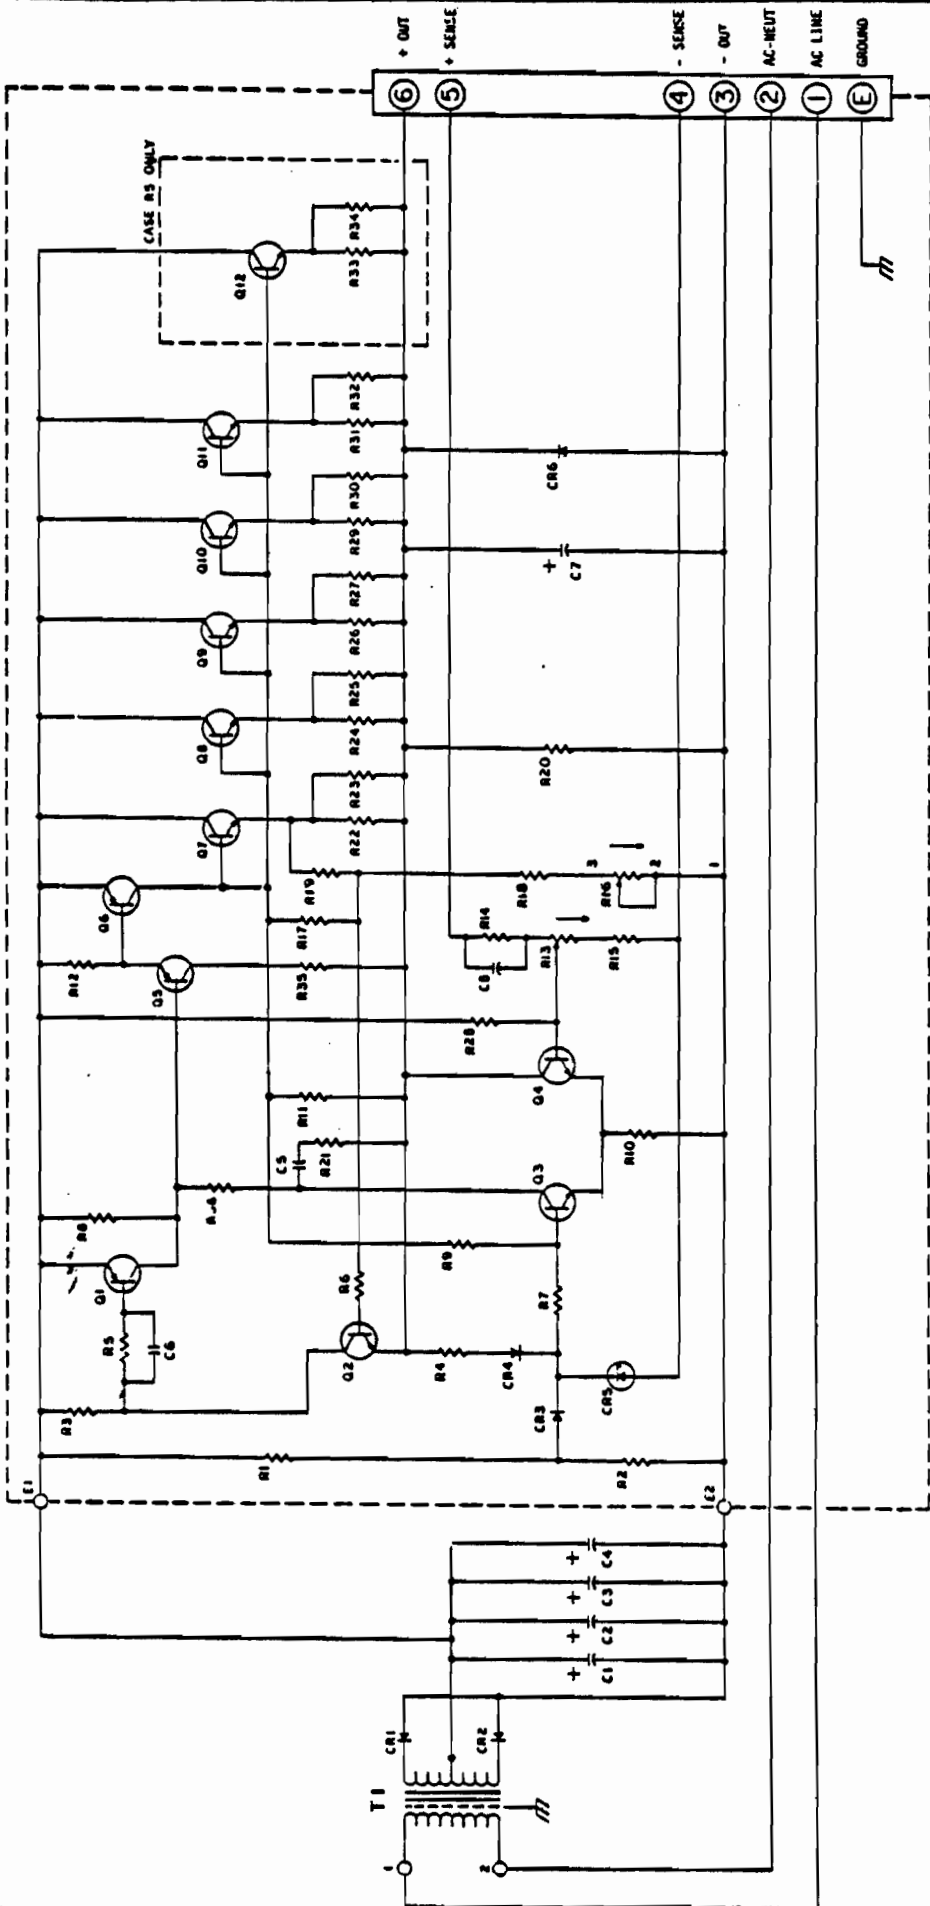 + OUT
+ SENSE
- SENSE
- OUT
AC-NEUT
AC LINE
GROUND
6
5
4
3
2
1
E
CASE R5 ONLY
Q12
R34
R33
Q11
R32
R31
Q10
R30
R29
Q9
R27
R26
Q8
R25
R24
Q7
R23
R22
CR6
+
C7
R20
Q6
R19
R18
R16
3
2
1
R17
R12
Q5
R35
R14
C8
R13
R15
R28
Q4
R11
C5
R21
Q3
R10
R8
R9
Q1
R5
C6
R6
Q2
R7
R4
CR4
CR5
R3
CR3
R1
R2
E1
E2
+
C4
+
C3
+
C2
+
C1
CR1
CR2
T1
1
2